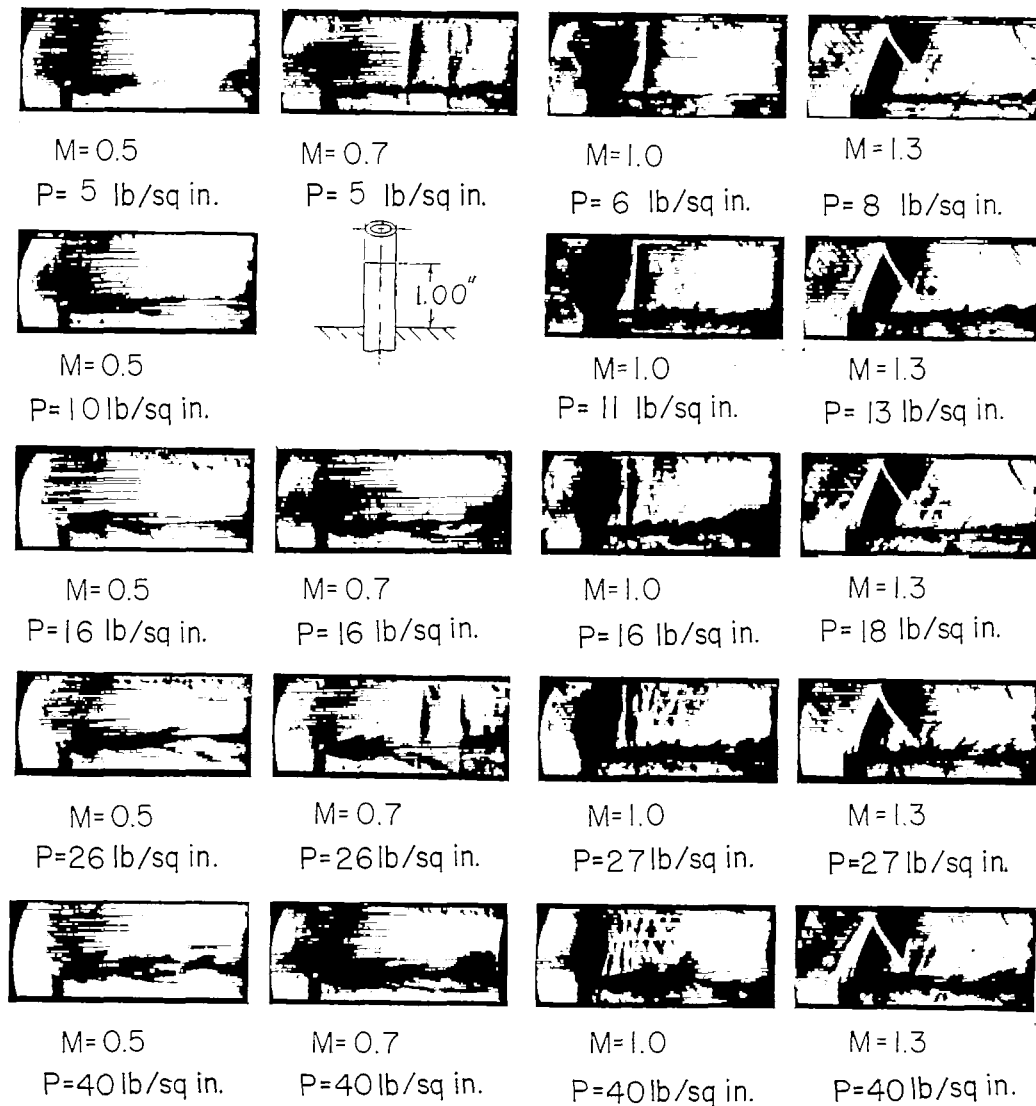 M=0.5 M=0.7 M=1.0 M=1.3
P= 5 lb/sq in. P= 5 lb/sq in. P= 6 lb/sq in. P= 8 lb/sq in.
1.00"
M=0.5 M=1.0 M=1.3
P=10 lb/sq in. P= 11 lb/sq in. P=13 lb/sq in.
M=0.5 M=0.7 M=1.0 M=1.3
P=16 lb/sq in. P=16 lb/sq in. P=16 lb/sq in. P=18 lb/sq in.
M=0.5 M=0.7 M=1.0 M=1.3
P=26 lb/sq in. P=26 lb/sq in. P=27 lb/sq in. P=27 lb/sq in.
M=0.5 M=0.7 M=1.0 M=1.3
P=40 lb/sq in. P=40 lb/sq in. P=40 lb/sq in. P=40 lb/sq in.